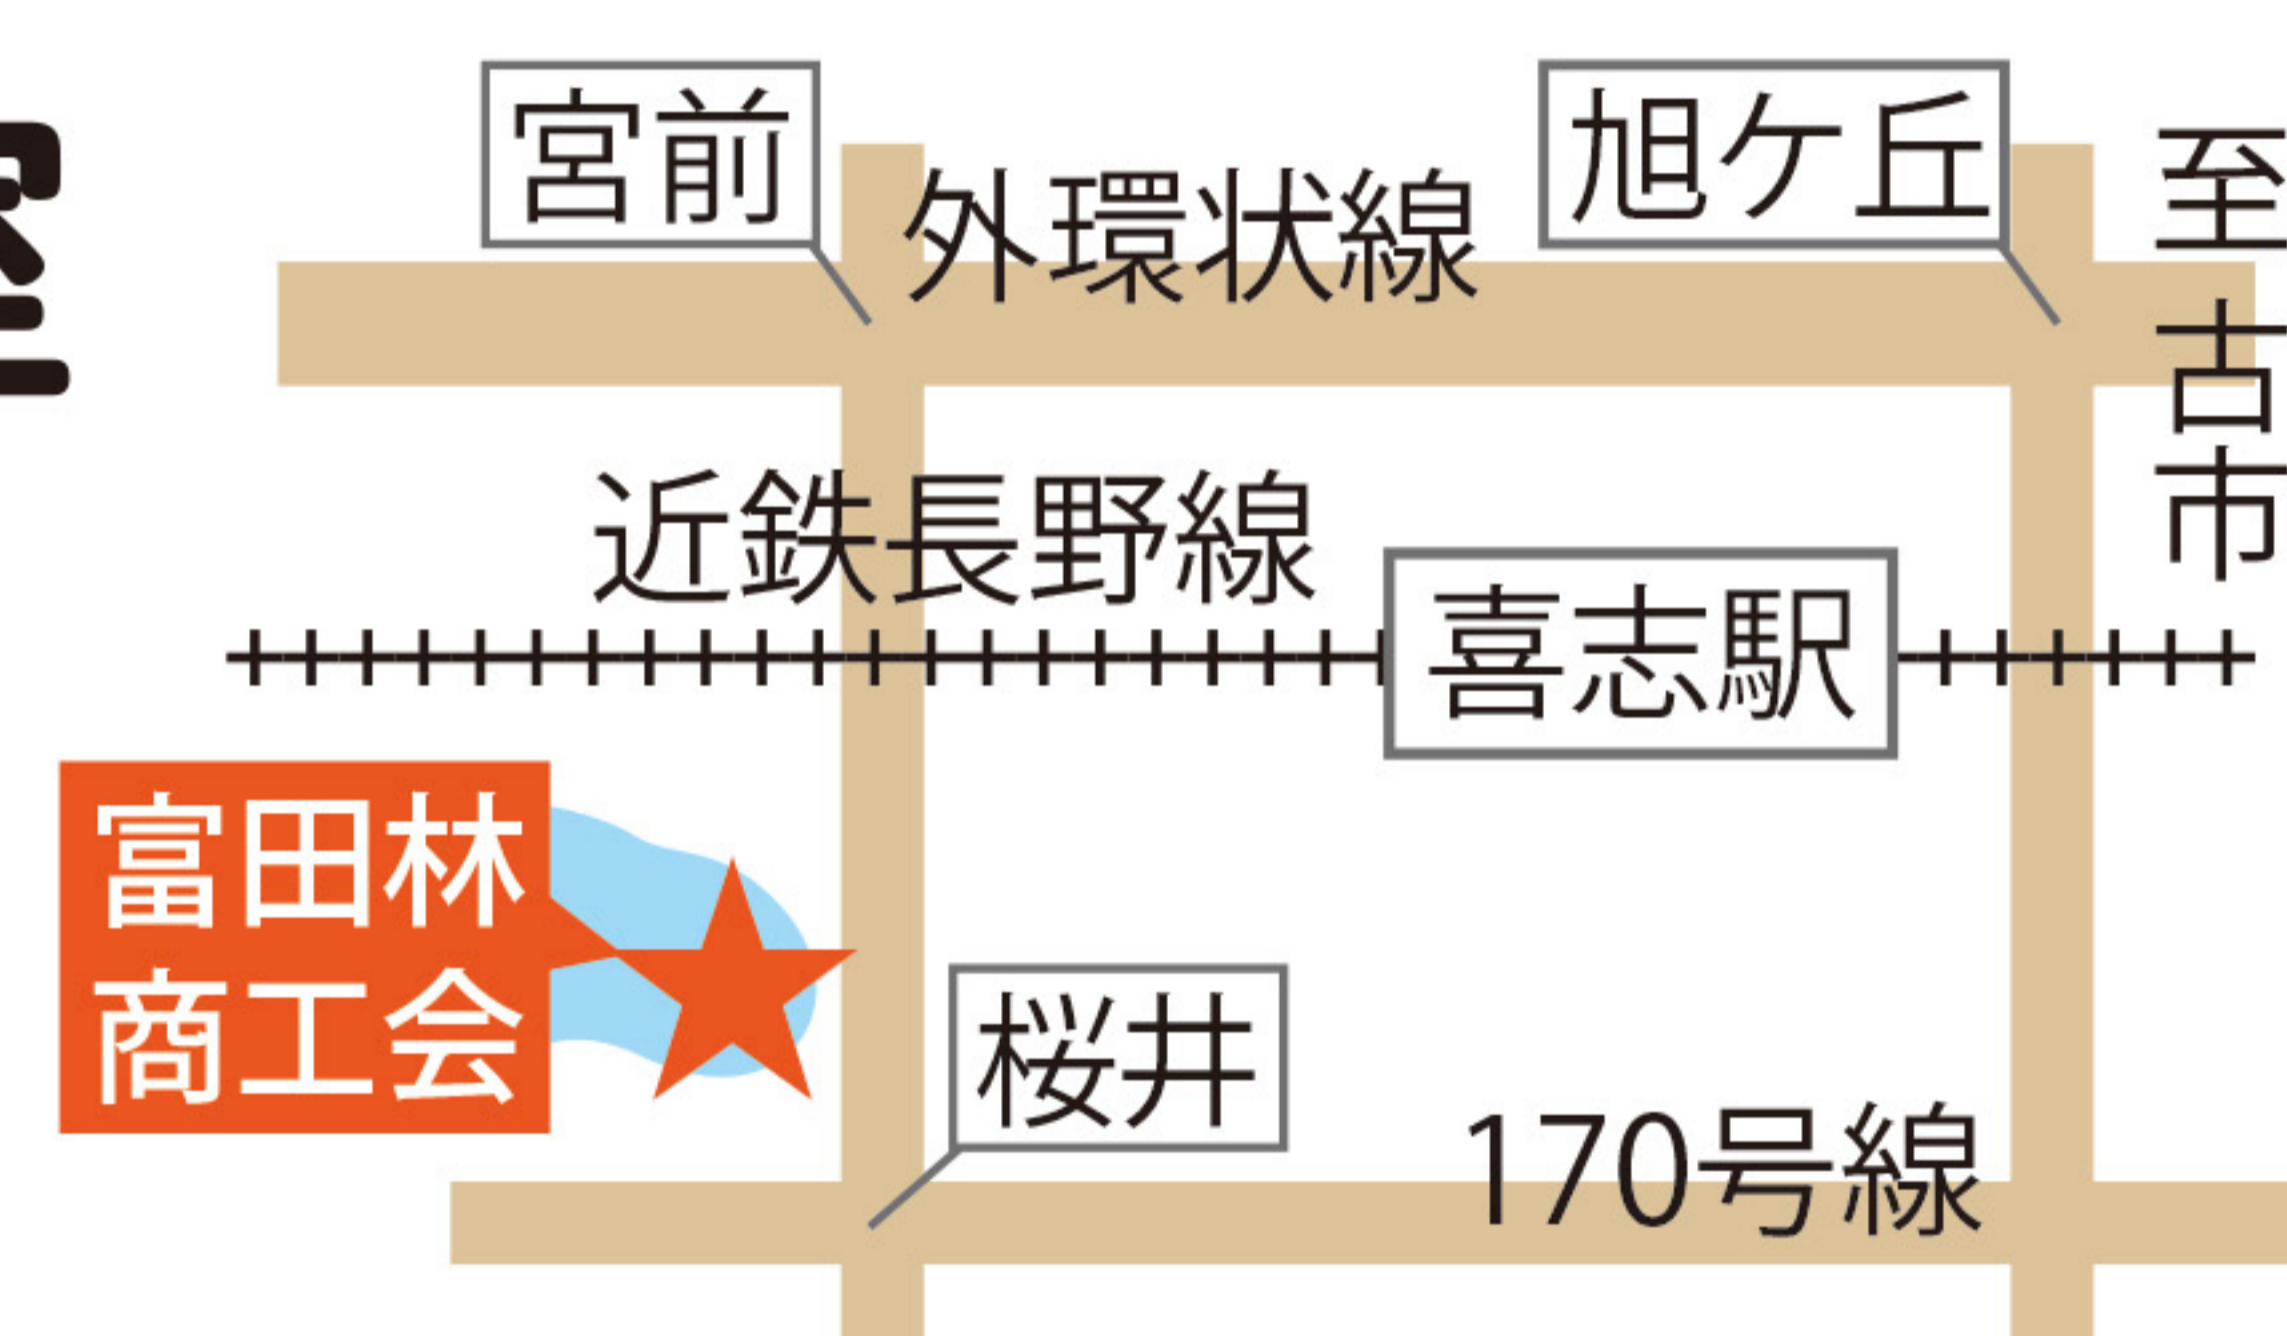 宮前
旭ケ丘
外環状線
至 古市
近鉄長野線
喜志駅
富田林
商工会
桜井
170号線